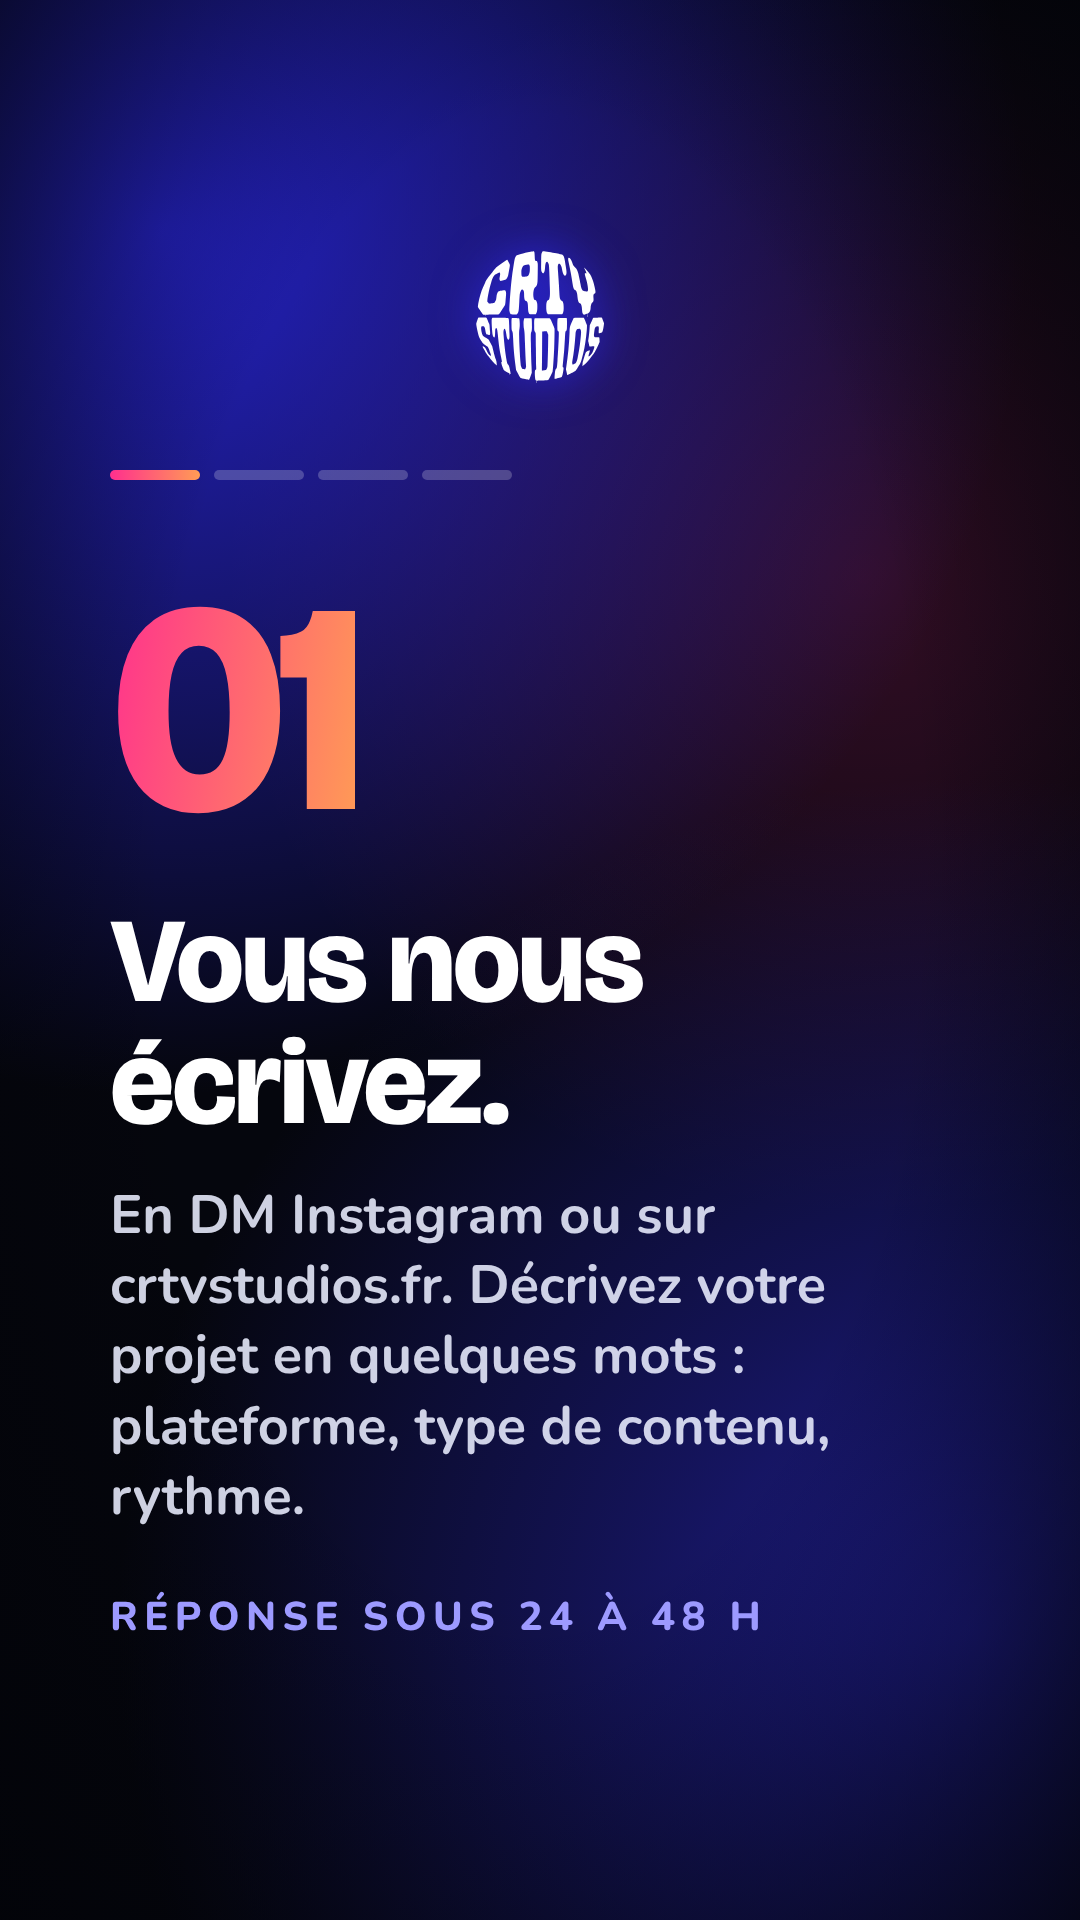 CRTV
STUDIOS
01
Vous nous
écrivez.
En DM Instagram ou sur
crtvstudios.fr. Décrivez votre
projet en quelques mots :
plateforme, type de contenu,
rythme.
RÉPONSE SOUS 24 À 48 H